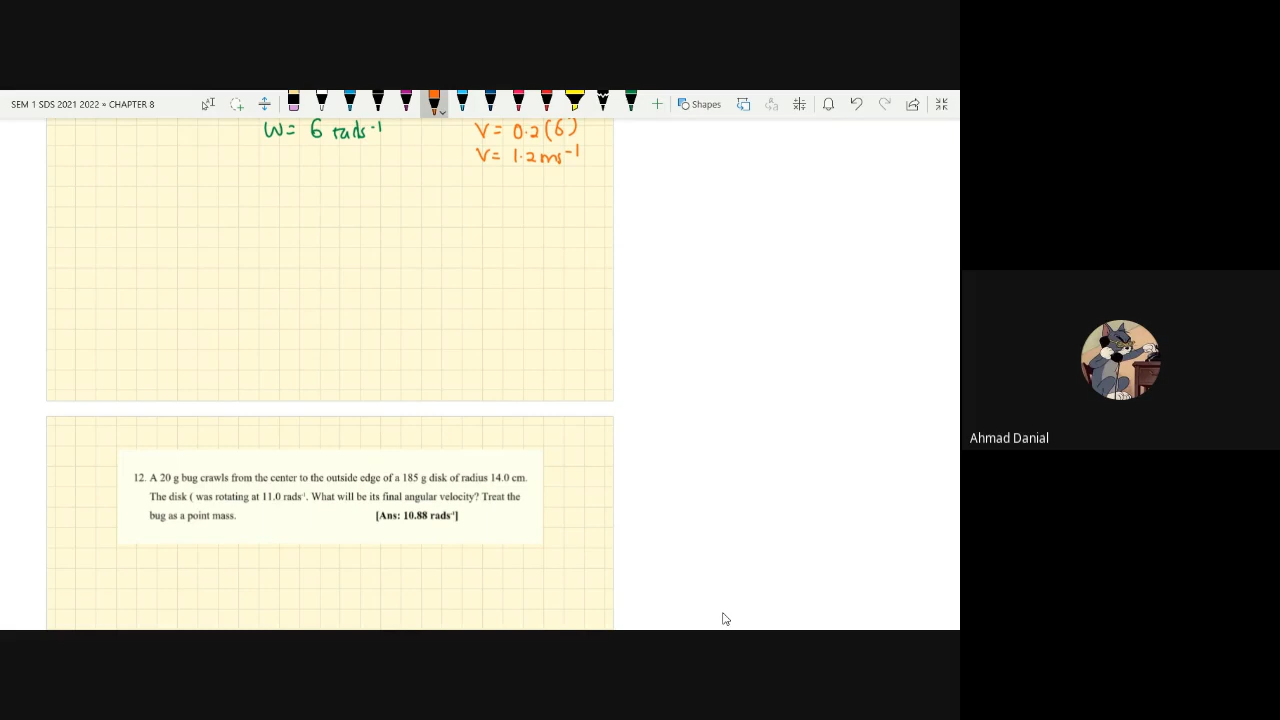 SEM 1 SDS 2021 2022 » CHAPTER 8
Shapes
W= 6 rads-1
V = 0.2(6)
V = 1.2ms-1
12. A 20 g bug crawls from the center to the outside edge of a 185 g disk of radius 14.0 cm.
The disk ( was rotating at 11.0 rads-1. What will be its final angular velocity? Treat the
bug as a point mass. [Ans: 10.88 rads-1]
Ahmad Danial